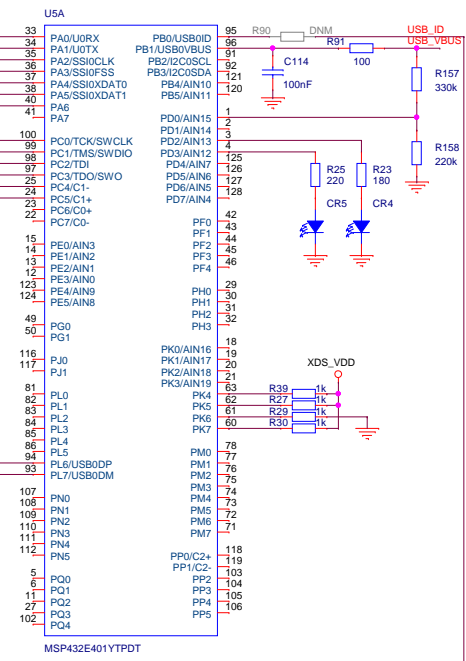 U5A
33 PA0/U0RX
34 PA1/U0TX
35 PA2/SSI0CLK
36 PA3/SSI0FSS
37 PA4/SSI0XDAT0
38 PA5/SSI0XDAT1
40 PA6
41 PA7
100 PC0/TCK/SWCLK
99 PC1/TMS/SWDIO
98 PC2/TDI
97 PC3/TDO/SWO
25 PC4/C1-
24 PC5/C1+
23 PC6/C0+
22 PC7/C0-
15 PE0/AIN3
14 PE1/AIN2
13 PE2/AIN1
12 PE3/AIN0
123 PE4/AIN9
124 PE5/AIN8
49 PG0
50 PG1
116 PJ0
117 PJ1
81 PL0
82 PL1
83 PL2
84 PL3
85 PL4
86 PL5
94 PL6/USB0DP
93 PL7/USB0DM
107 PN0
108 PN1
109 PN2
110 PN3
111 PN4
112 PN5
5 PQ0
6 PQ1
11 PQ2
27 PQ3
102 PQ4
PB0/USB0ID 95
PB1/USB0VBUS 96
PB2/I2C0SCL 91
PB3/I2C0SDA 92
PB4/AIN10 121
PB5/AIN11 120
PD0/AIN15 1
PD1/AIN14 2
PD2/AIN13 3
PD3/AIN12 4
PD4/AIN7 125
PD5/AIN6 126
PD6/AIN5 127
PD7/AIN4 128
PF0 42
PF1 43
PF2 44
PF3 45
PF4 46
PH0 29
PH1 30
PH2 31
PH3 32
PK0/AIN16 18
PK1/AIN17 19
PK2/AIN18 20
PK3/AIN19 21
PK4 63
PK5 62
PK6 61
PK7 60
PM0 78
PM1 77
PM2 76
PM3 75
PM4 74
PM5 73
PM6 72
PM7 71
PP0/C2+ 118
PP1/C2- 119
PP2 103
PP3 104
PP4 105
PP5 106
MSP432E401YTPDT
R90 DNM
USB_ID
USB_VBUS
R91
100
C114
100nF
R157
330k
R158
220k
R25
220
R23
180
CR5
CR4
XDS_VDD
R39 1k
R27 1k
R29 1k
R30 1k